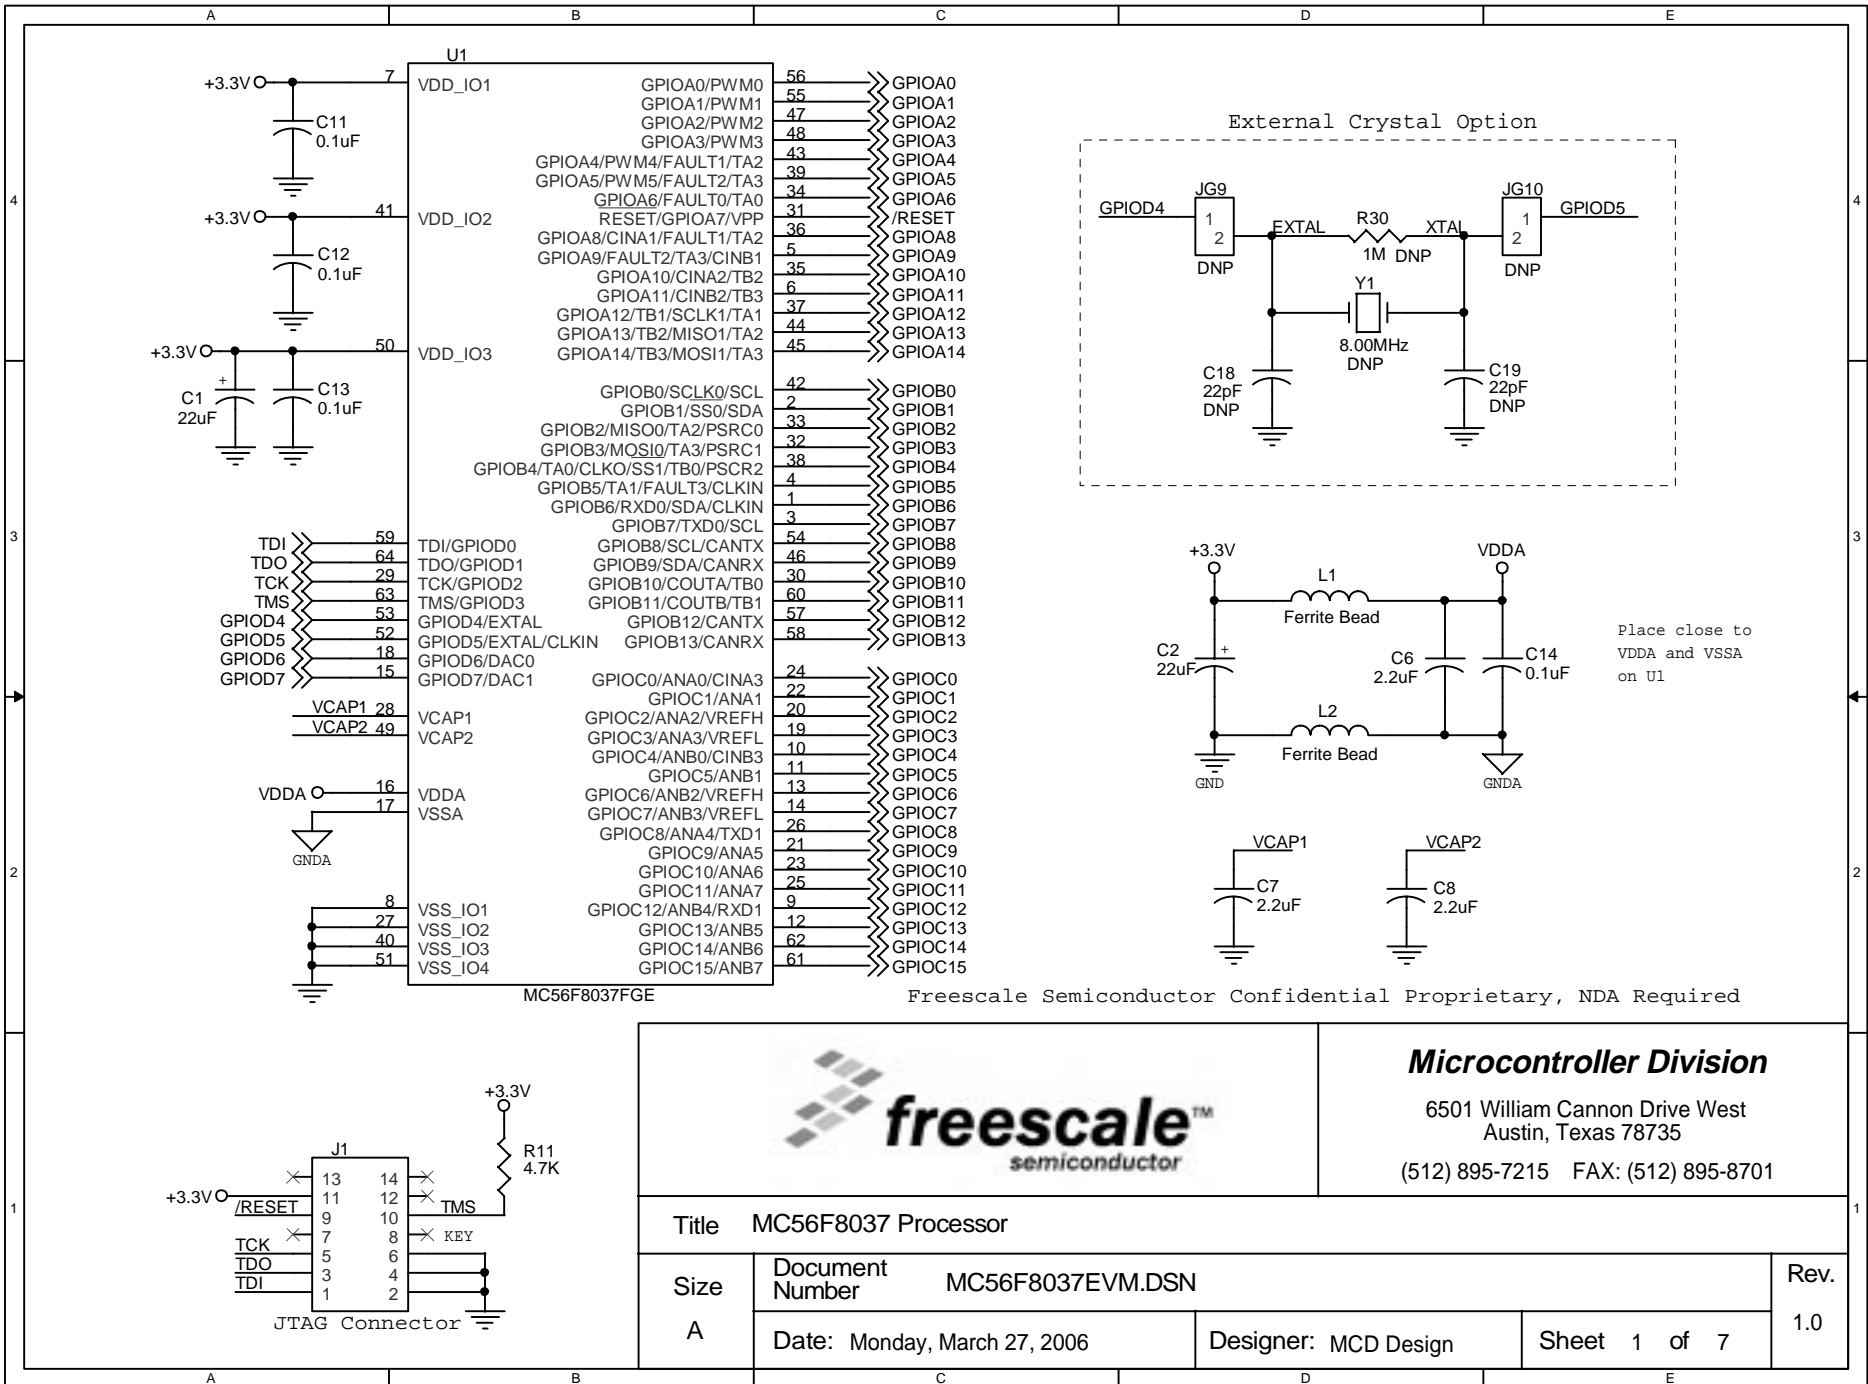 A B C D E
U1
+3.3V 7 VDD_IO1
C11
0.1uF
+3.3V 41 VDD_IO2
C12
0.1uF
+3.3V 50 VDD_IO3
+
C1
22uF
C13
0.1uF
TDI 59 TDI/GPIOD0
TDO 64 TDO/GPIOD1
TCK 29 TCK/GPIOD2
TMS 63 TMS/GPIOD3
GPIOD4 53 GPIOD4/EXTAL
GPIOD5 52 GPIOD5/EXTAL/CLKIN
GPIOD6 18 GPIOD6/DAC0
GPIOD7 15 GPIOD7/DAC1
VCAP1 28 VCAP1
VCAP2 49 VCAP2
VDDA 16 VDDA
17 VSSA
GNDA
8 VSS_IO1
27 VSS_IO2
40 VSS_IO3
51 VSS_IO4
GPIOA0/PWM0 56 GPIOA0
GPIOA1/PWM1 55 GPIOA1
GPIOA2/PWM2 47 GPIOA2
GPIOA3/PWM3 48 GPIOA3
GPIOA4/PWM4/FAULT1/TA2 43 GPIOA4
GPIOA5/PWM5/FAULT2/TA3 39 GPIOA5
GPIOA6/FAULT0/TA0 34 GPIOA6
RESET/GPIOA7/VPP 31 /RESET
GPIOA8/CINA1/FAULT1/TA2 36 GPIOA8
GPIOA9/FAULT2/TA3/CINB1 5 GPIOA9
GPIOA10/CINA2/TB2 35 GPIOA10
GPIOA11/CINB2/TB3 6 GPIOA11
GPIOA12/TB1/SCLK1/TA1 37 GPIOA12
GPIOA13/TB2/MISO1/TA2 44 GPIOA13
GPIOA14/TB3/MOSI1/TA3 45 GPIOA14
GPIOB0/SCLK0/SCL 42 GPIOB0
GPIOB1/SS0/SDA 2 GPIOB1
GPIOB2/MISO0/TA2/PSRC0 33 GPIOB2
GPIOB3/MOSI0/TA3/PSRC1 32 GPIOB3
GPIOB4/TA0/CLKO/SS1/TB0/PSCR2 38 GPIOB4
GPIOB5/TA1/FAULT3/CLKIN 4 GPIOB5
GPIOB6/RXD0/SDA/CLKIN 1 GPIOB6
GPIOB7/TXD0/SCL 3 GPIOB7
GPIOB8/SCL/CANTX 54 GPIOB8
GPIOB9/SDA/CANRX 46 GPIOB9
GPIOB10/COUTA/TB0 30 GPIOB10
GPIOB11/COUTB/TB1 60 GPIOB11
GPIOB12/CANTX 57 GPIOB12
GPIOB13/CANRX 58 GPIOB13
GPIOC0/ANA0/CINA3 24 GPIOC0
GPIOC1/ANA1 22 GPIOC1
GPIOC2/ANA2/VREFH 20 GPIOC2
GPIOC3/ANA3/VREFL 19 GPIOC3
GPIOC4/ANB0/CINB3 10 GPIOC4
GPIOC5/ANB1 11 GPIOC5
GPIOC6/ANB2/VREFH 13 GPIOC6
GPIOC7/ANB3/VREFL 14 GPIOC7
GPIOC8/ANA4/TXD1 26 GPIOC8
GPIOC9/ANA5 21 GPIOC9
GPIOC10/ANA6 23 GPIOC10
GPIOC11/ANA7 25 GPIOC11
GPIOC12/ANB4/RXD1 9 GPIOC12
GPIOC13/ANB5 12 GPIOC13
GPIOC14/ANB6 62 GPIOC14
GPIOC15/ANB7 61 GPIOC15
MC56F8037FGE
External Crystal Option
GPIOD4
JG9
1
2
DNP
EXTAL
R30
1M DNP
XTAL
JG10
1
2
DNP
GPIOD5
Y1
8.00MHz
DNP
C18
22pF
DNP
C19
22pF
DNP
+3.3V
VDDA
L1
Ferrite Bead
C2
22uF
+
C6
2.2uF
C14
0.1uF
Place close to
VDDA and VSSA
on U1
L2
Ferrite Bead
GND
GNDA
VCAP1
C7
2.2uF
VCAP2
C8
2.2uF
Freescale Semiconductor Confidential Proprietary, NDA Required
4 4
3 3
2 2
1 1
+3.3V
R11
4.7K
J1
13 14
+3.3V 11 12
/RESET 9 10 TMS
7 8 KEY
TCK 5 6
TDO 3 4
TDI 1 2
JTAG Connector
freescale™
semiconductor
Microcontroller Division
6501 William Cannon Drive West
Austin, Texas 78735
(512) 895-7215 FAX: (512) 895-8701
Title MC56F8037 Processor
Size
A
Document
Number
MC56F8037EVM.DSN
Rev.
1.0
Date: Monday, March 27, 2006
Designer: MCD Design
Sheet 1 of 7
A B C D E